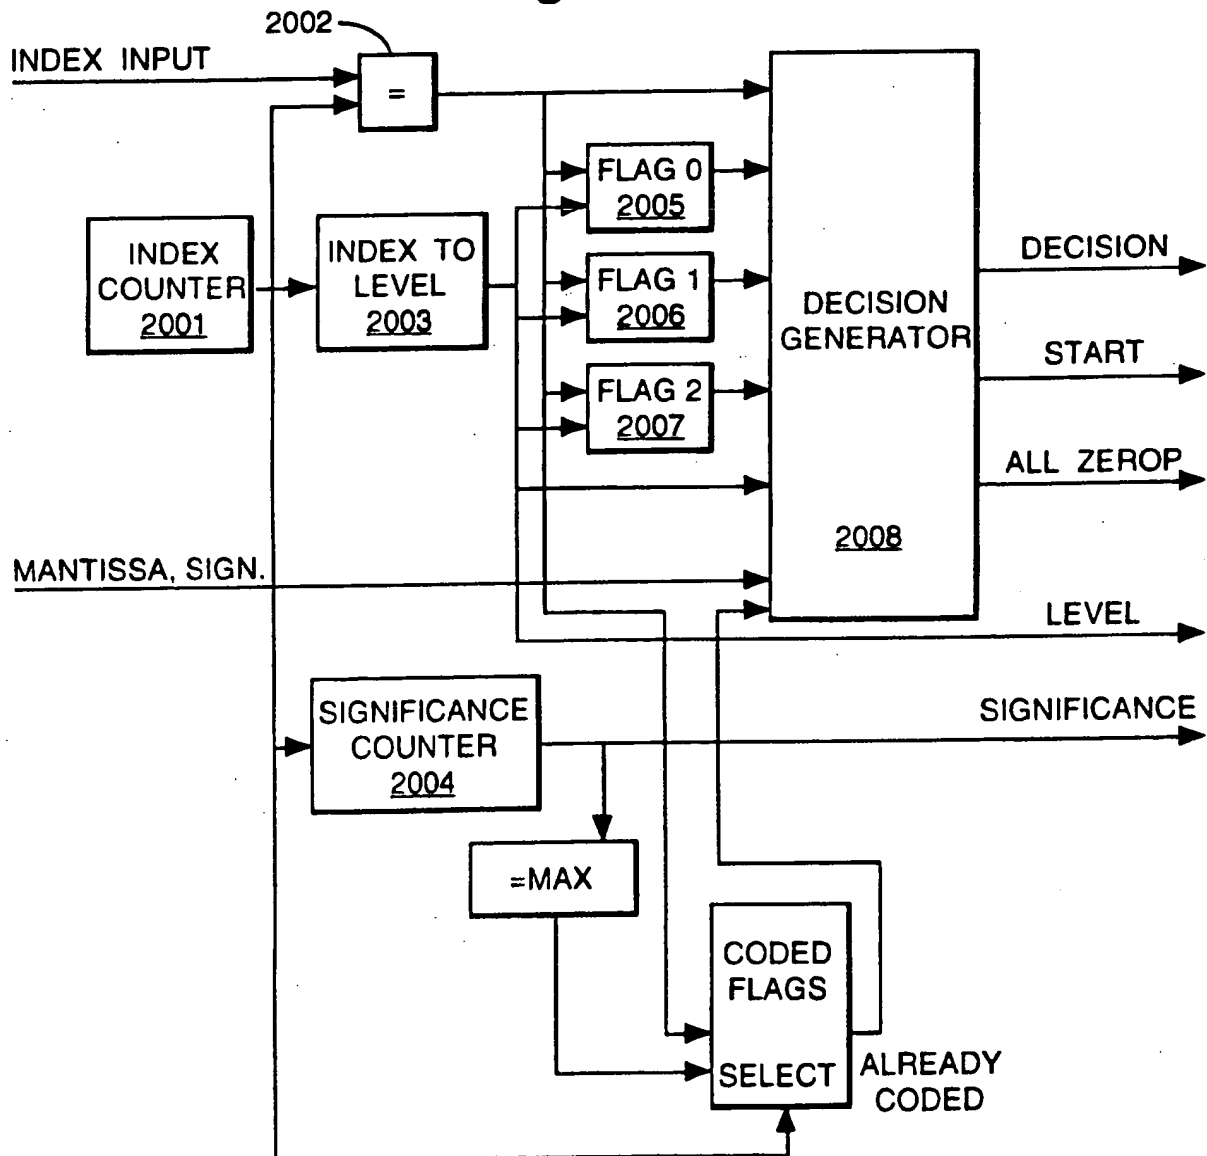 2002
INDEX INPUT
=
FLAG 0
2005
INDEX
COUNTER
2001
INDEX TO
LEVEL
2003
FLAG 1
2006
FLAG 2
2007
DECISION
GENERATOR
2008
DECISION
START
ALL ZEROP
MANTISSA, SIGN.
LEVEL
SIGNIFICANCE
COUNTER
2004
SIGNIFICANCE
=MAX
CODED
FLAGS
SELECT
ALREADY
CODED